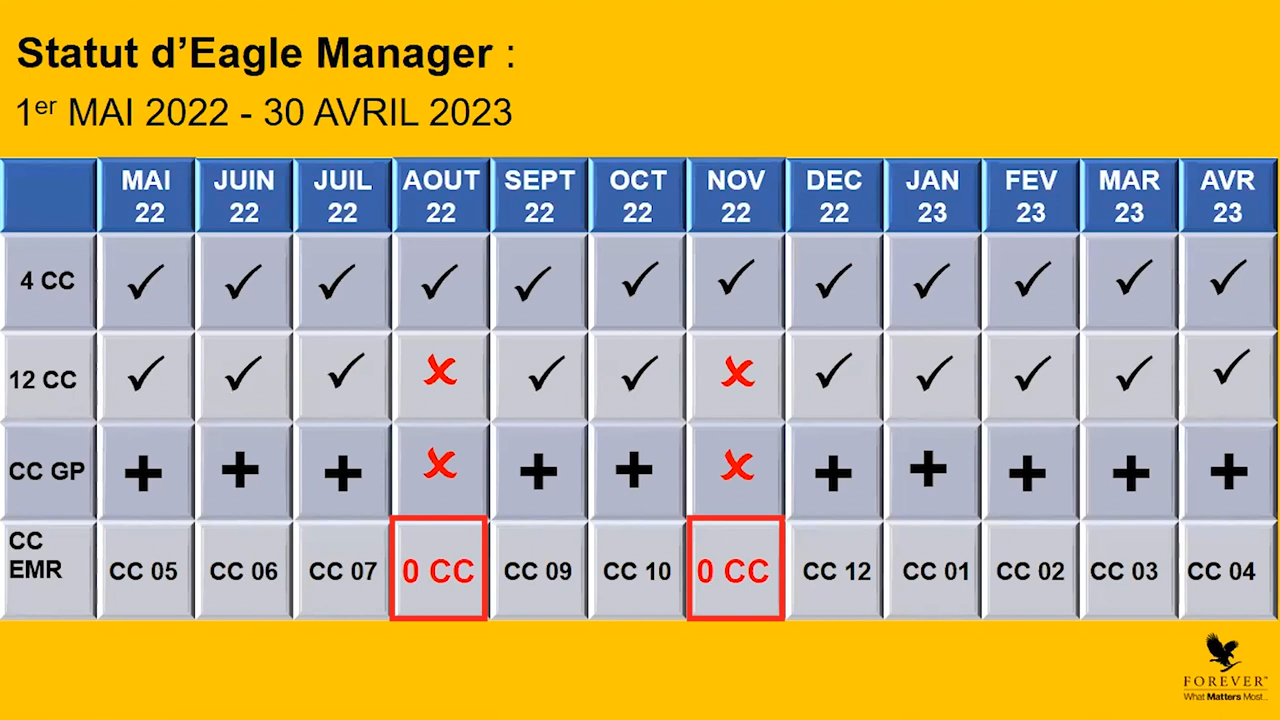 Statut d'Eagle Manager :
1er MAI 2022 - 30 AVRIL 2023
MAI 22 JUIN 22 JUIL 22 AOUT 22 SEPT 22 OCT 22 NOV 22 DEC 22 JAN 23 FEV 23 MAR 23 AVR 23
4 CC ✓ ✓ ✓ ✓ ✓ ✓ ✓ ✓ ✓ ✓ ✓ ✓
12 CC ✓ ✓ ✓ ✗ ✓ ✓ ✗ ✓ ✓ ✓ ✓ ✓
CC GP + + + ✗ + + ✗ + + + + +
CC EMR CC 05 CC 06 CC 07 0 CC CC 09 CC 10 0 CC CC 12 CC 01 CC 02 CC 03 CC 04
FOREVER™
What Matters Most...